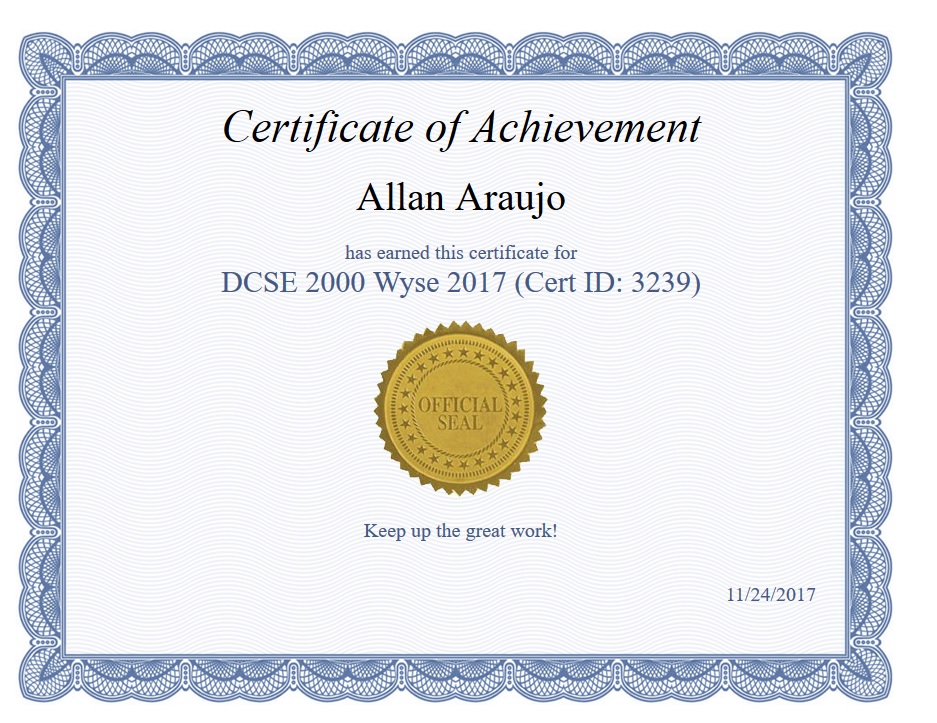 Certificate of Achievement
Allan Araujo
has earned this certificate for
DCSE 2000 Wyse 2017 (Cert ID: 3239)
OFFICIAL
SEAL
Keep up the great work!
11/24/2017